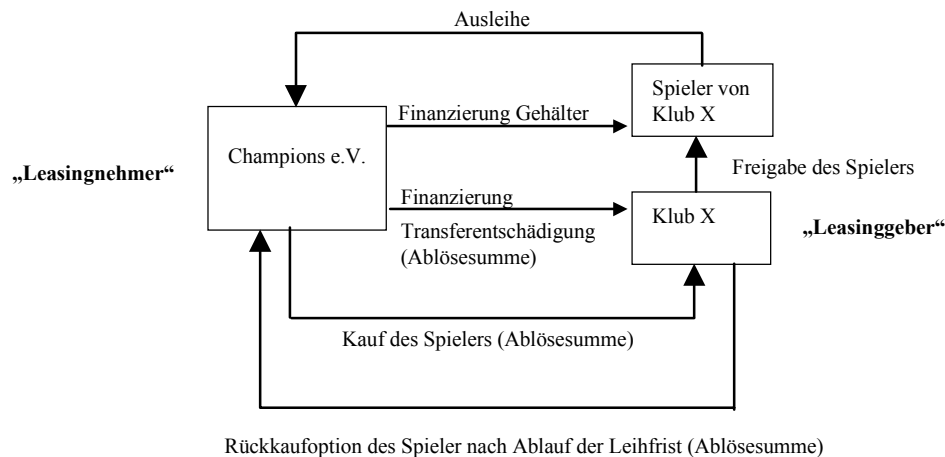 Ausleihe
Spieler von
Klub X
Finanzierung Gehälter
Champions e.V.
„Leasingnehmer“
Freigabe des Spielers
Finanzierung
Klub X
„Leasinggeber“
Transferentschädigung
(Ablösesumme)
Kauf des Spielers (Ablösesumme)
Rückkaufoption des Spieler nach Ablauf der Leihfrist (Ablösesumme)